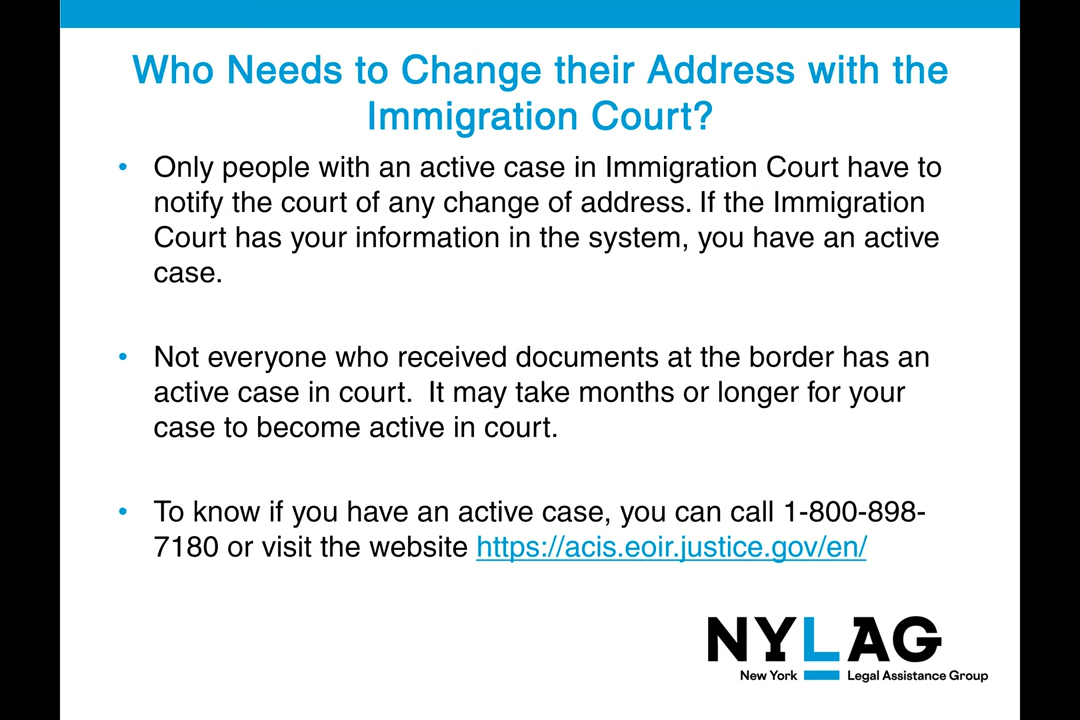 Who Needs to Change their Address with the
Immigration Court?
• Only people with an active case in Immigration Court have to
notify the court of any change of address. If the Immigration
Court has your information in the system, you have an active
case.
• Not everyone who received documents at the border has an
active case in court.  It may take months or longer for your
case to become active in court.
• To know if you have an active case, you can call 1-800-898-
7180 or visit the website https://acis.eoir.justice.gov/en/
NYLAG
New York Legal Assistance Group